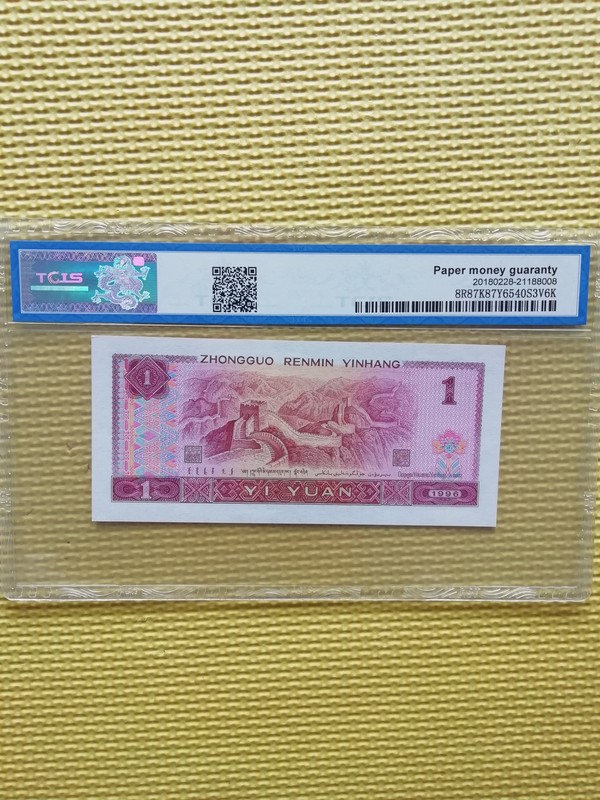 TCIS
Paper money guaranty
20180228-21188008
8R87K87Y6540S3V6K
ZHONGGUO RENMIN YINHANG
1
1
1
YI YUAN
1996